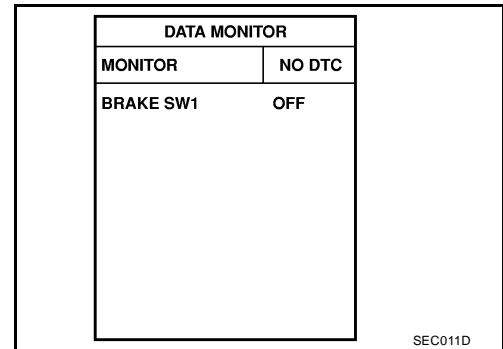 DATA MONITOR
MONITOR NO DTC
BRAKE SW1 OFF
SEC011D